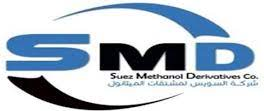 SMD
Suez Methanol Derivatives Co.
شركة السويس لمشتقات الميثانول